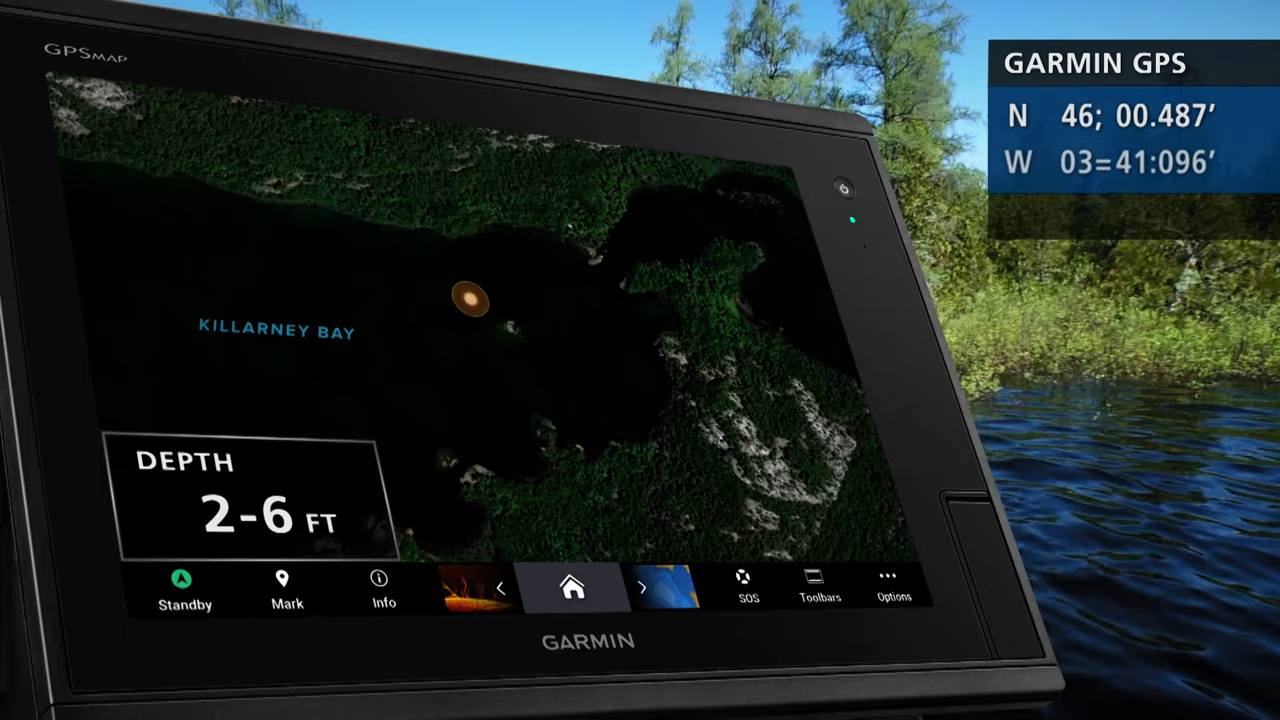 GPSMAP
GARMIN GPS
N 46; 00.487′
W 03=41:096′
KILLARNEY BAY
DEPTH
2-6 FT
Standby
Mark
Info
SOS
Toolbars
Options
GARMIN